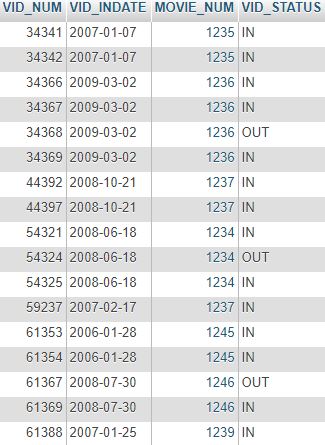 VID_NUM VID_INDATE MOVIE_NUM VID_STATUS
34341 2007-01-07 1235 IN
34342 2007-01-07 1235 IN
34366 2009-03-02 1236 IN
34367 2009-03-02 1236 IN
34368 2009-03-02 1236 OUT
34369 2009-03-02 1236 IN
44392 2008-10-21 1237 IN
44397 2008-10-21 1237 IN
54321 2008-06-18 1234 IN
54324 2008-06-18 1234 OUT
54325 2008-06-18 1234 IN
59237 2007-02-17 1237 IN
61353 2006-01-28 1245 IN
61354 2006-01-28 1245 IN
61367 2008-07-30 1246 OUT
61369 2008-07-30 1246 IN
61388 2007-01-25 1239 IN